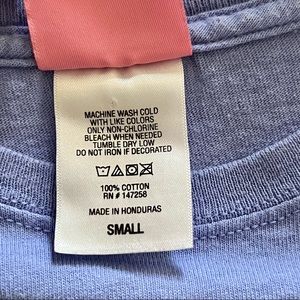 MACHINE WASH COLD
WITH LIKE COLORS
ONLY NON-CHLORINE
BLEACH WHEN NEEDED
TUMBLE DRY LOW
DO NOT IRON IF DECORATED
100% COTTON
RN # 147258
MADE IN HONDURAS
SMALL